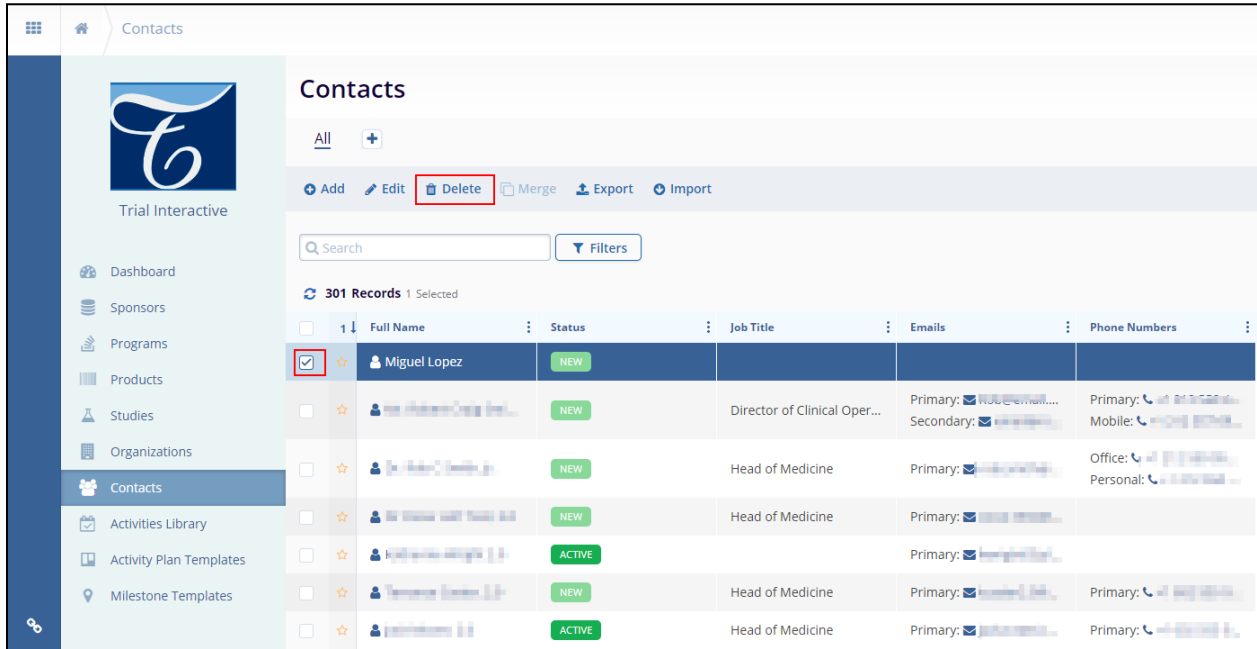 Contacts
Contacts
All
Add Edit Delete Merge Export Import
Trial Interactive
Search Filters
301 Records 1 Selected
Dashboard
Sponsors
Programs
Products
Studies
Organizations
Contacts
Activities Library
Activity Plan Templates
Milestone Templates
1 Full Name Status Job Title Emails Phone Numbers
Miguel Lopez NEW
NEW Director of Clinical Oper... Primary: Primary:
Secondary: Mobile:
NEW Head of Medicine Primary: Office:
Personal:
NEW Head of Medicine Primary:
ACTIVE Primary:
NEW Head of Medicine Primary: Primary:
ACTIVE Head of Medicine Primary: Primary: